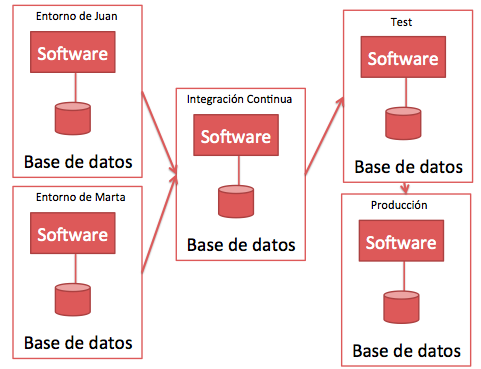 Entorno de Juan
Software
Base de datos
Entorno de Marta
Software
Base de datos
Integración Continua
Software
Base de datos
Test
Software
Base de datos
Producción
Software
Base de datos